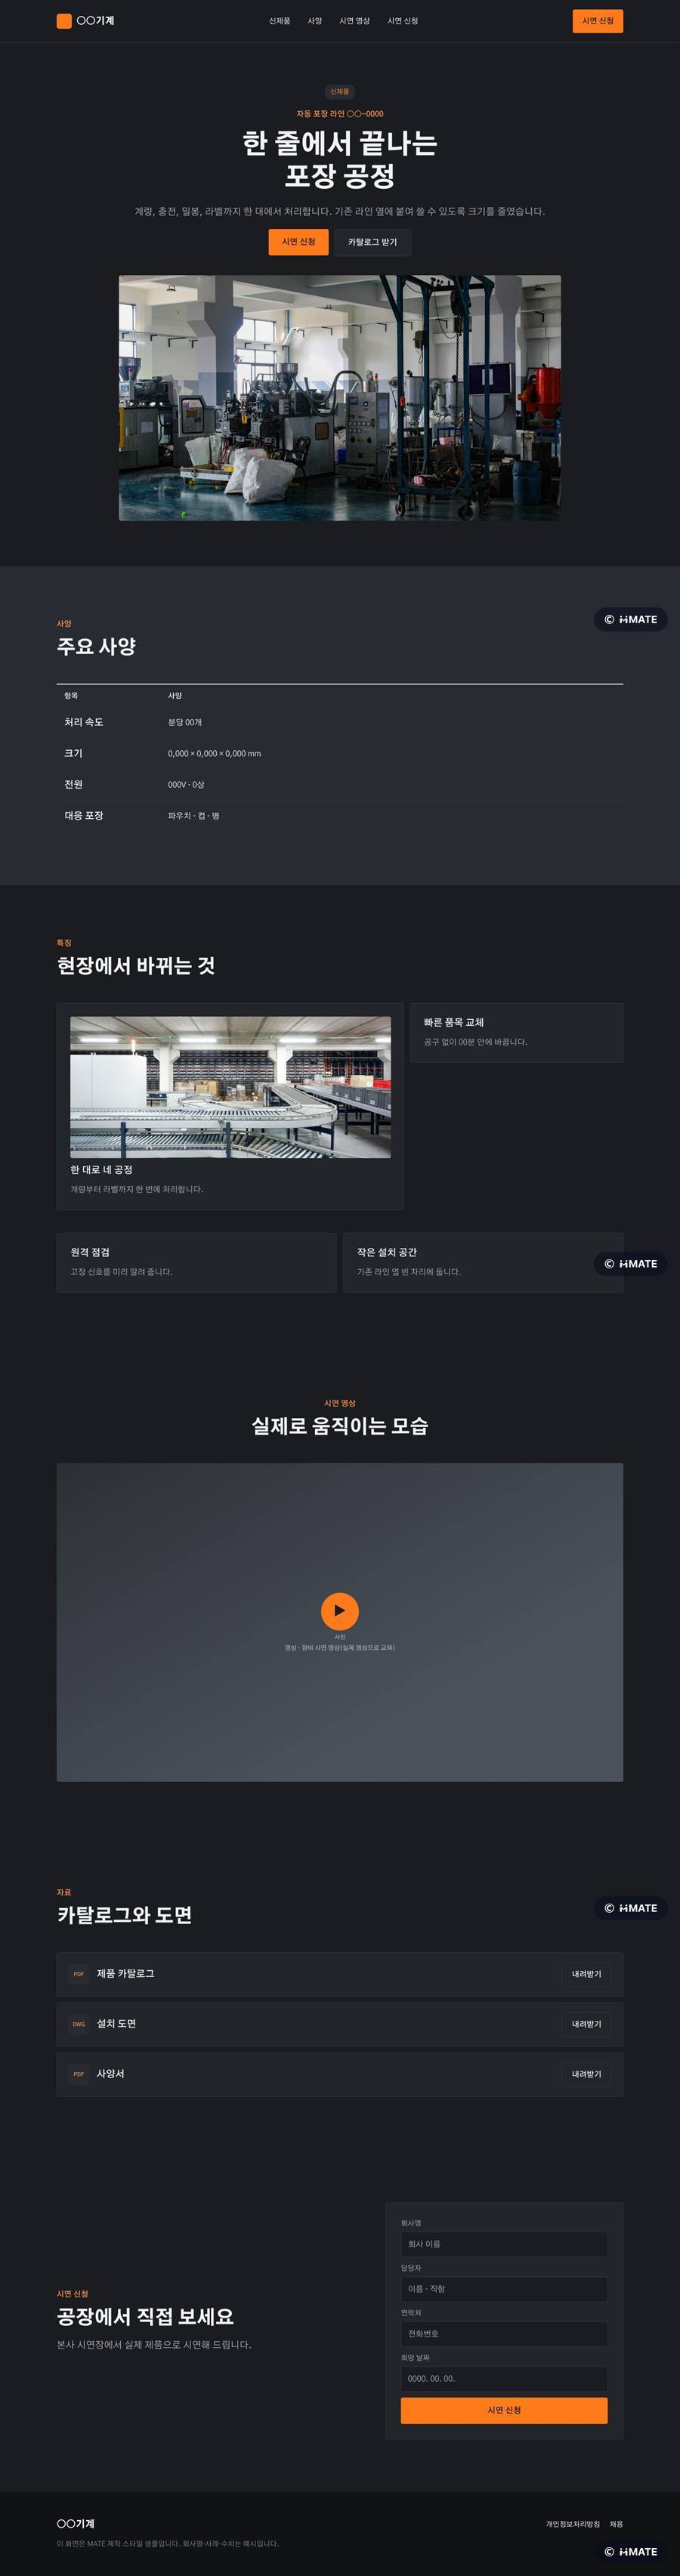 ○○기계
신제품 사양 시연 영상 시연 신청
시연 신청
신제품
자동 포장 라인 ○○-0000
한 줄에서 끝나는
포장 공정
계량, 충전, 밀봉, 라벨까지 한 대에서 처리합니다. 기존 라인 옆에 붙여 쓸 수 있도록 크기를 줄였습니다.
시연 신청 카탈로그 받기
© MATE
사양
주요 사양
항목 사양
처리 속도 분당 00개
크기 0,000 × 0,000 × 0,000 mm
전원 000V · 0상
대응 포장 파우치 · 컵 · 병
특징
현장에서 바뀌는 것
한 대로 네 공정
계량부터 라벨까지 한 번에 처리합니다.
빠른 품목 교체
공구 없이 00분 안에 바꿉니다.
원격 점검
고장 신호를 미리 알려 줍니다.
작은 설치 공간
기존 라인 옆 빈 자리에 둡니다.
© MATE
시연 영상
실제로 움직이는 모습
사진
영상 · 장비 시연 영상(실제 영상으로 교체)
자료
카탈로그와 도면
© MATE
PDF 제품 카탈로그 내려받기
DWG 설치 도면 내려받기
PDF 사양서 내려받기
시연 신청
공장에서 직접 보세요
본사 시연장에서 실제 제품으로 시연해 드립니다.
회사명
회사 이름
담당자
이름 · 직함
연락처
전화번호
희망 날짜
0000. 00. 00.
시연 신청
○○기계
이 화면은 MATE 제작 스타일 샘플입니다. 회사명·사례·수치는 예시입니다.
개인정보처리방침 채용
© MATE